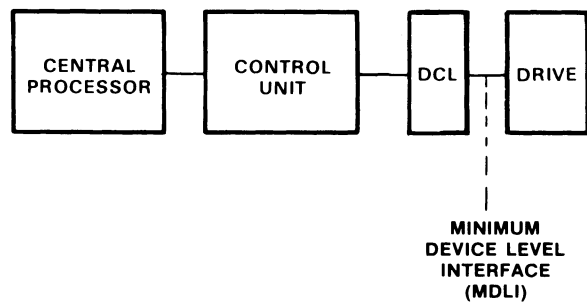 CENTRAL
PROCESSOR
CONTROL
UNIT
DCL
DRIVE
MINIMUM
DEVICE LEVEL
INTERFACE
(MDLI)